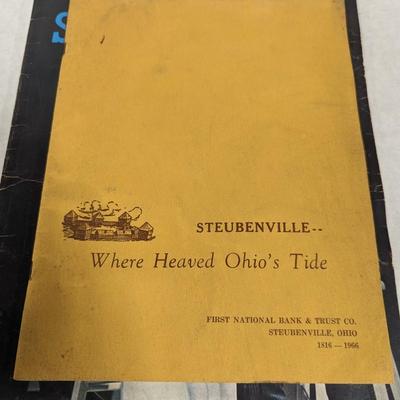 S
STEUBENVILLE--
Where Heaved Ohio's Tide
FIRST NATIONAL BANK & TRUST CO.
STEUBENVILLE, OHIO
1816 — 1966